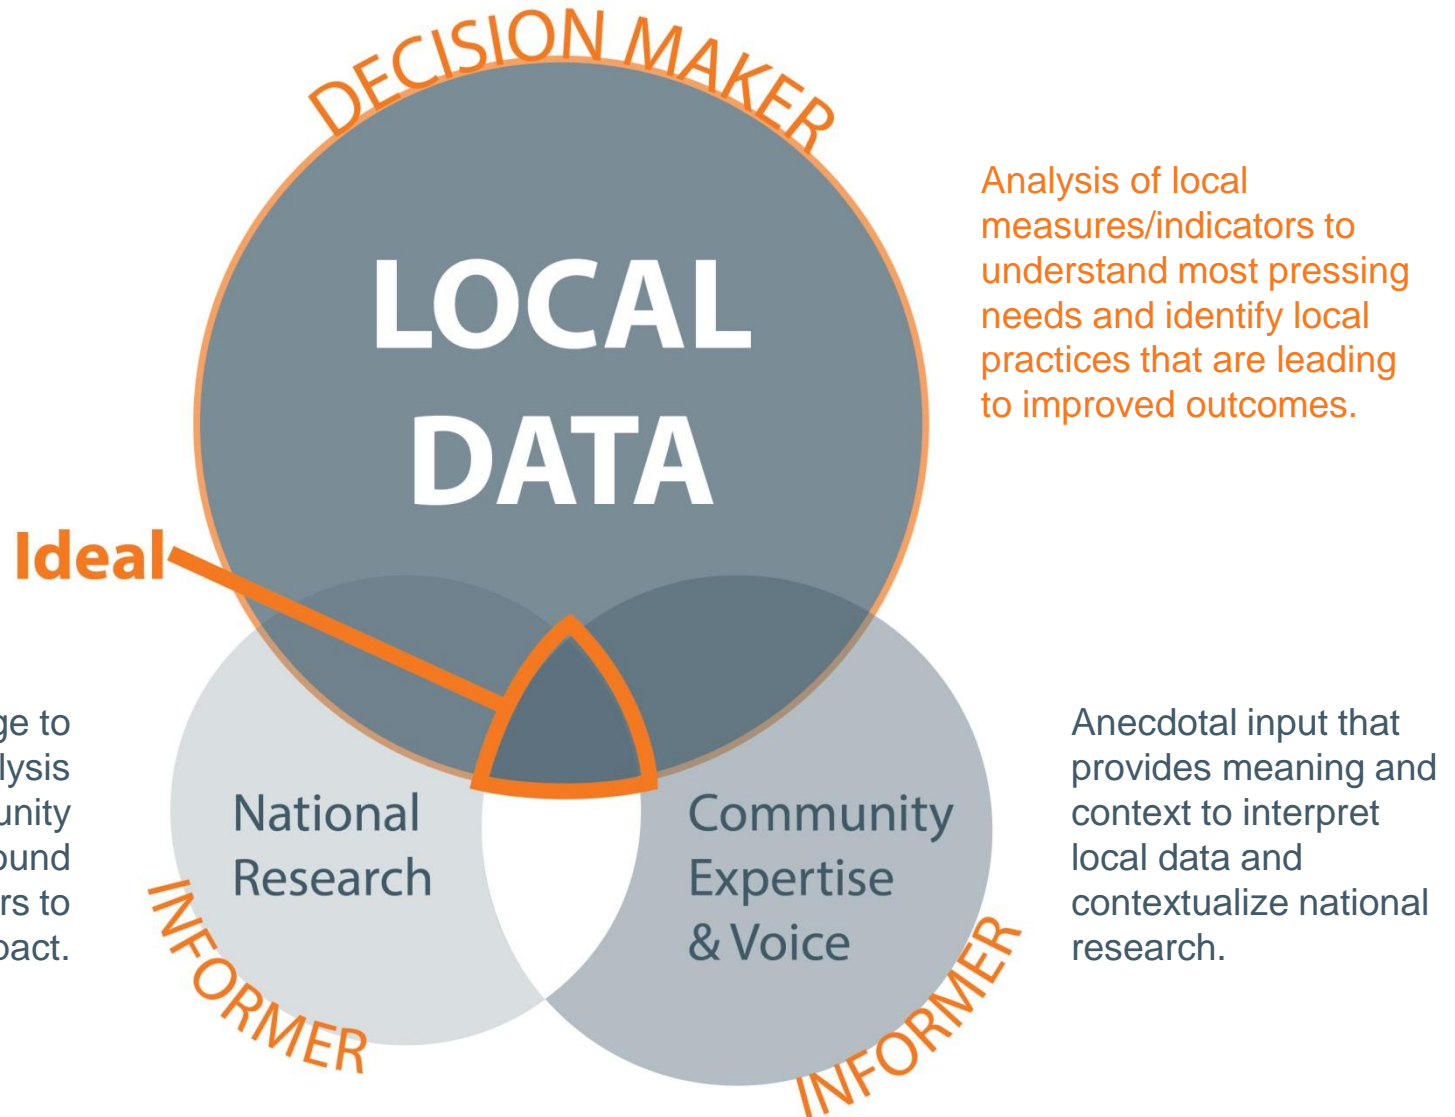 DECISION MAKER
LOCAL
DATA
Analysis of local
measures/indicators to
understand most pressing
needs and identify local
practices that are leading
to improved outcomes.
Ideal
National
Research
INFORMER
Community
Expertise
& Voice
INFORMER
Anecdotal input that
provides meaning and
context to interpret
local data and
contextualize national
research.
to